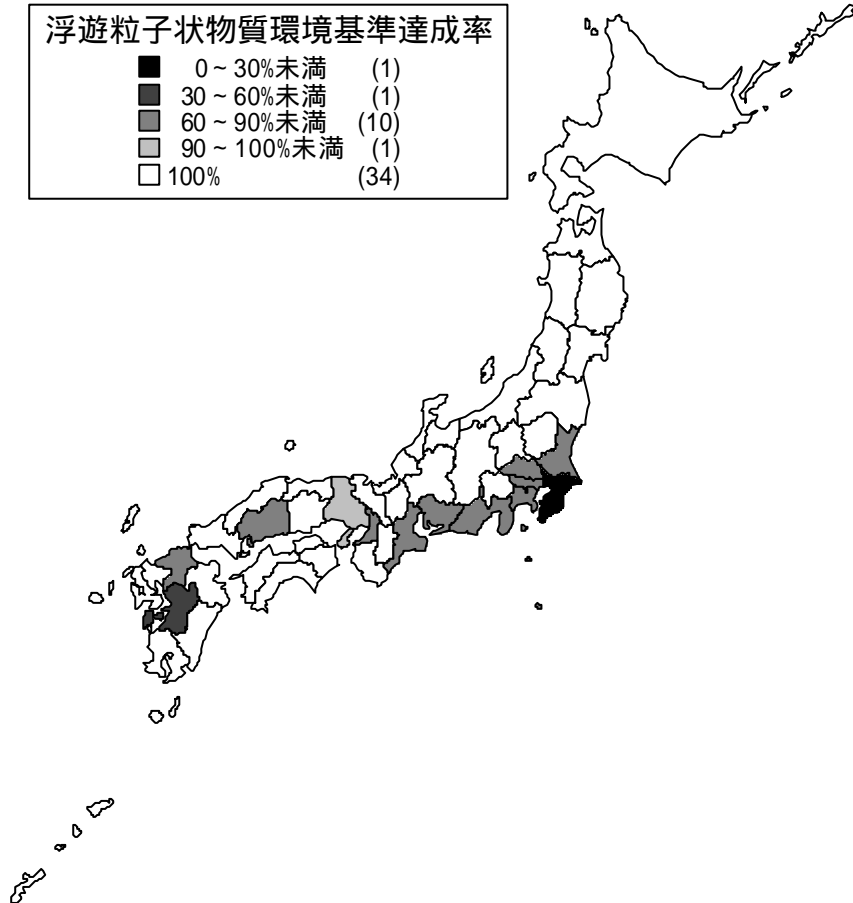 浮遊粒子状物質環境基準達成率
0~30%未満 (1)
30~60%未満 (1)
60~90%未満 (10)
90~100%未満 (1)
100% (34)